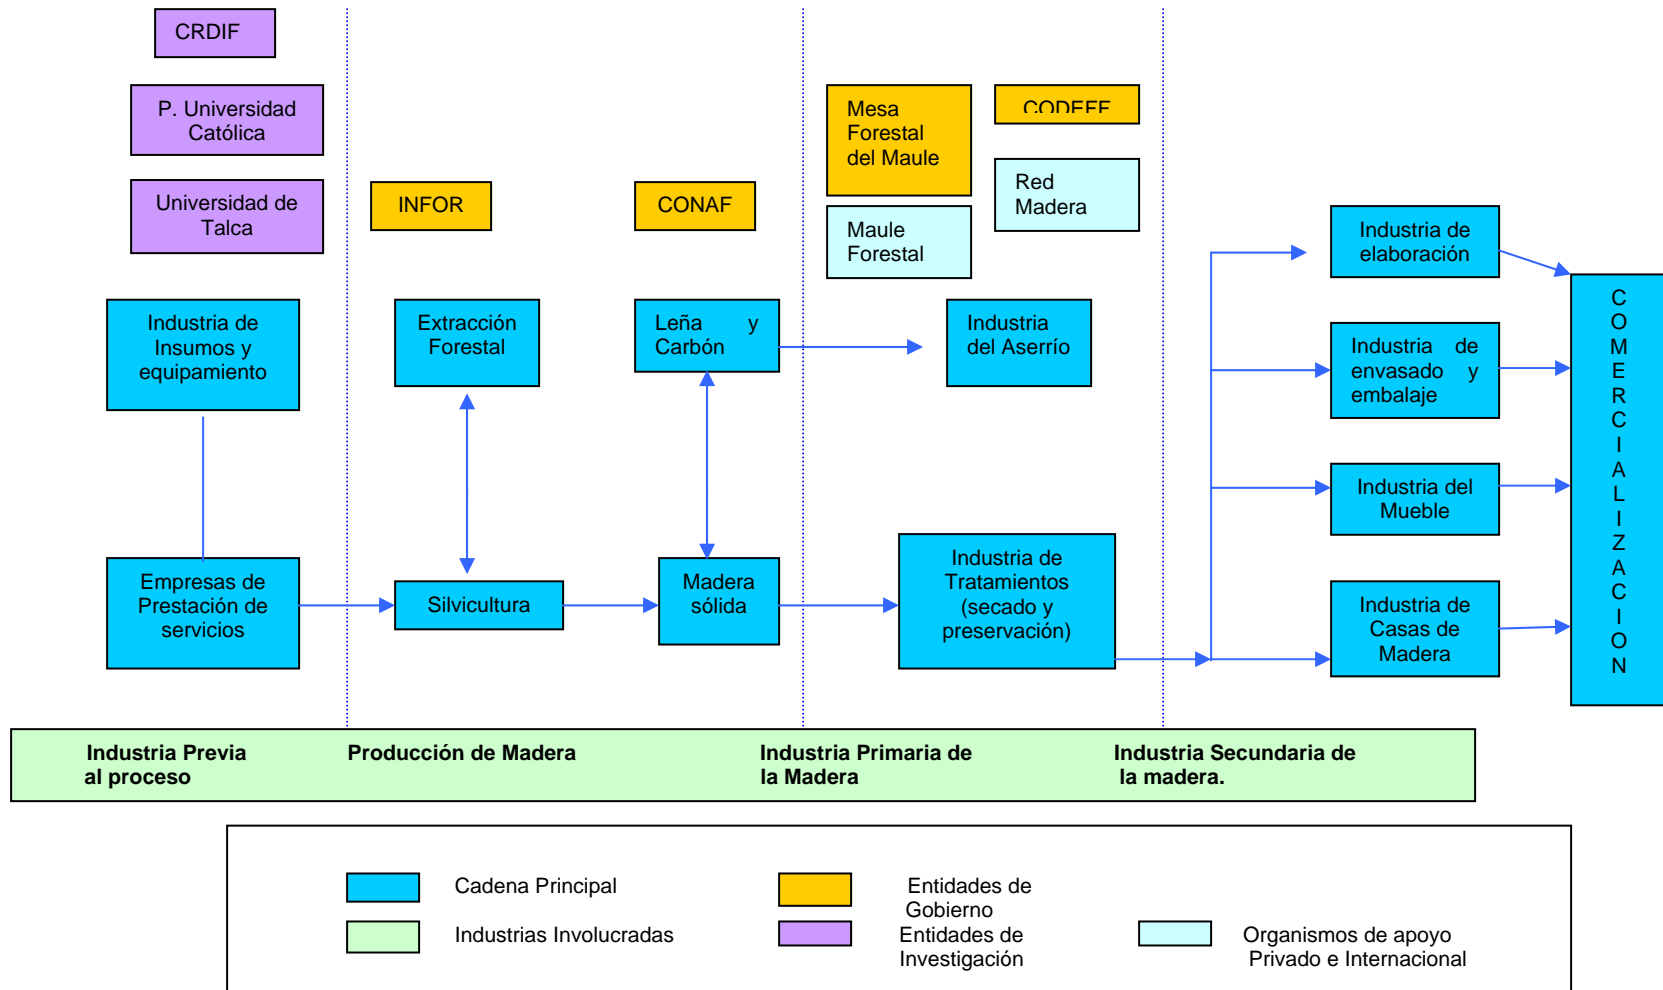 CRDIF
P. Universidad
Católica
Universidad de
Talca
INFOR
CONAF
Mesa
Forestal
del Maule
CODEFF
Red
Madera
Maule
Forestal
Industria de
Insumos y
equipamiento
Extracción
Forestal
Leña y
Carbón
Industria
del Aserrío
Industria de
elaboración
Industria de
envasado y
embalaje
Industria del
Mueble
Industria de
Casas de
Madera
Empresas de
Prestación de
servicios
Silvicultura
Madera
sólida
Industria de
Tratamientos
(secado y
preservación)
C
O
M
E
R
C
I
A
L
I
Z
A
C
I
O
N
Industria Previa
al proceso
Producción de Madera
Industria Primaria de
la Madera
Industria Secundaria de
la madera.
Cadena Principal
Industrias Involucradas
Entidades de
Gobierno
Entidades de
Investigación
Organismos de apoyo
Privado e Internacional